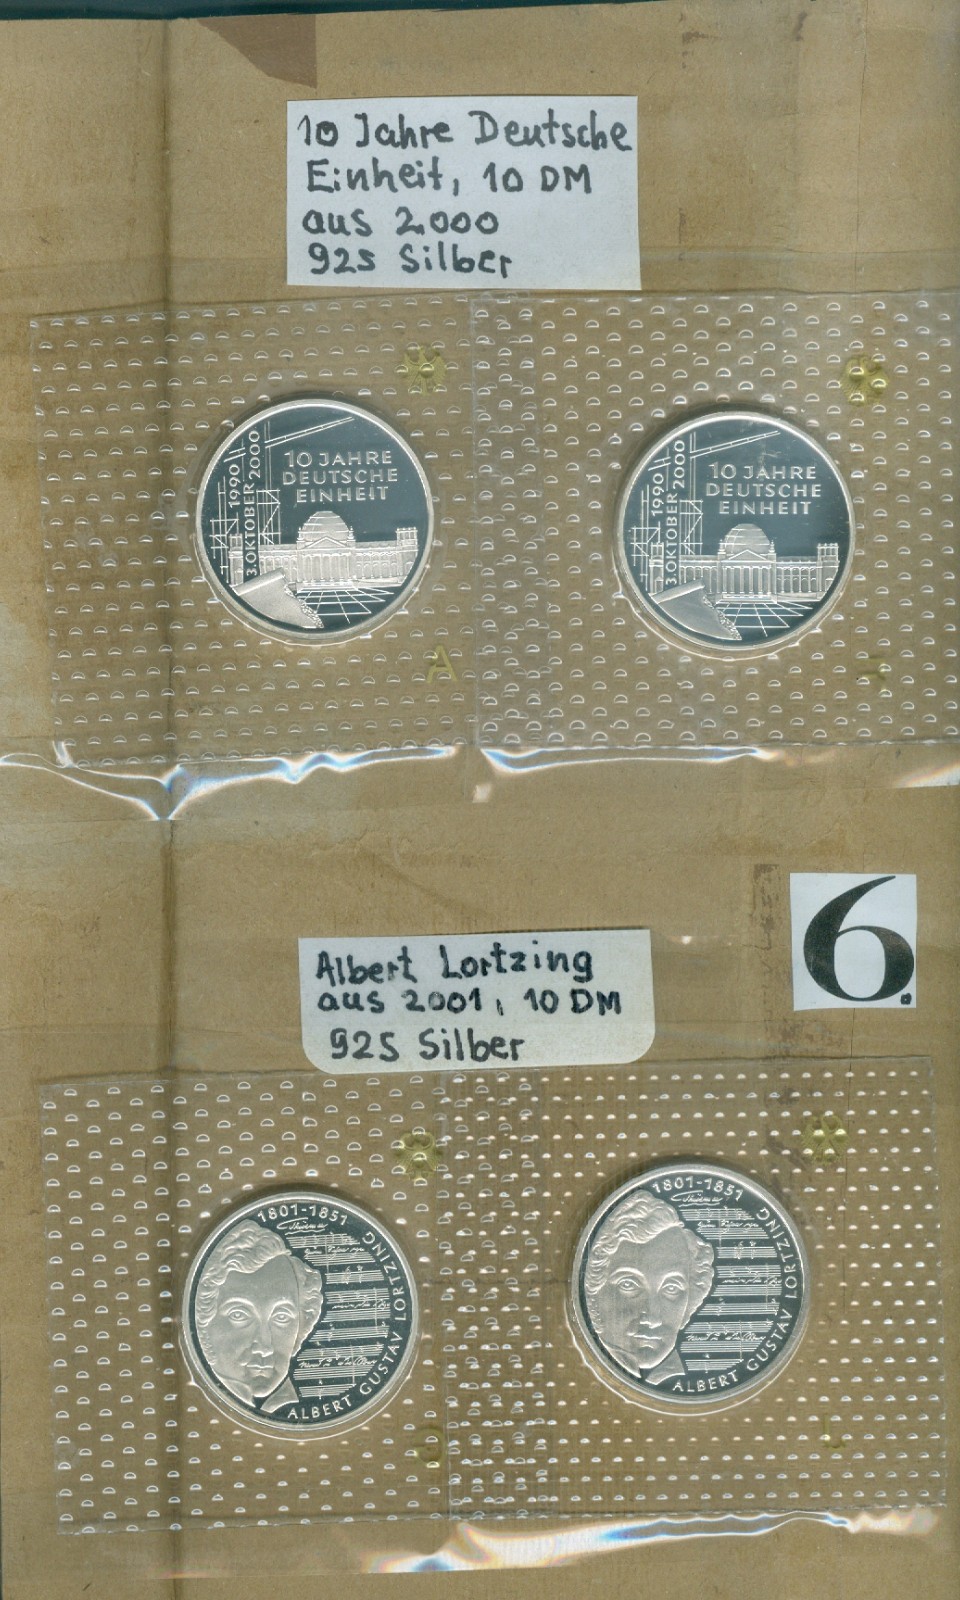 10 Jahre Deutsche
Einheit, 10 DM
aus 2000
925 Silber
10 JAHRE
DEUTSCHE
EINHEIT
3. OKTOBER 1990
2000
A
10 JAHRE
DEUTSCHE
EINHEIT
3. OKTOBER 1990
2000
6.
Albert Lortzing
aus 2001, 10 DM
925 Silber
1801-1851
ALBERT GUSTAV LORTZING
1801-1851
ALBERT GUSTAV LORTZING